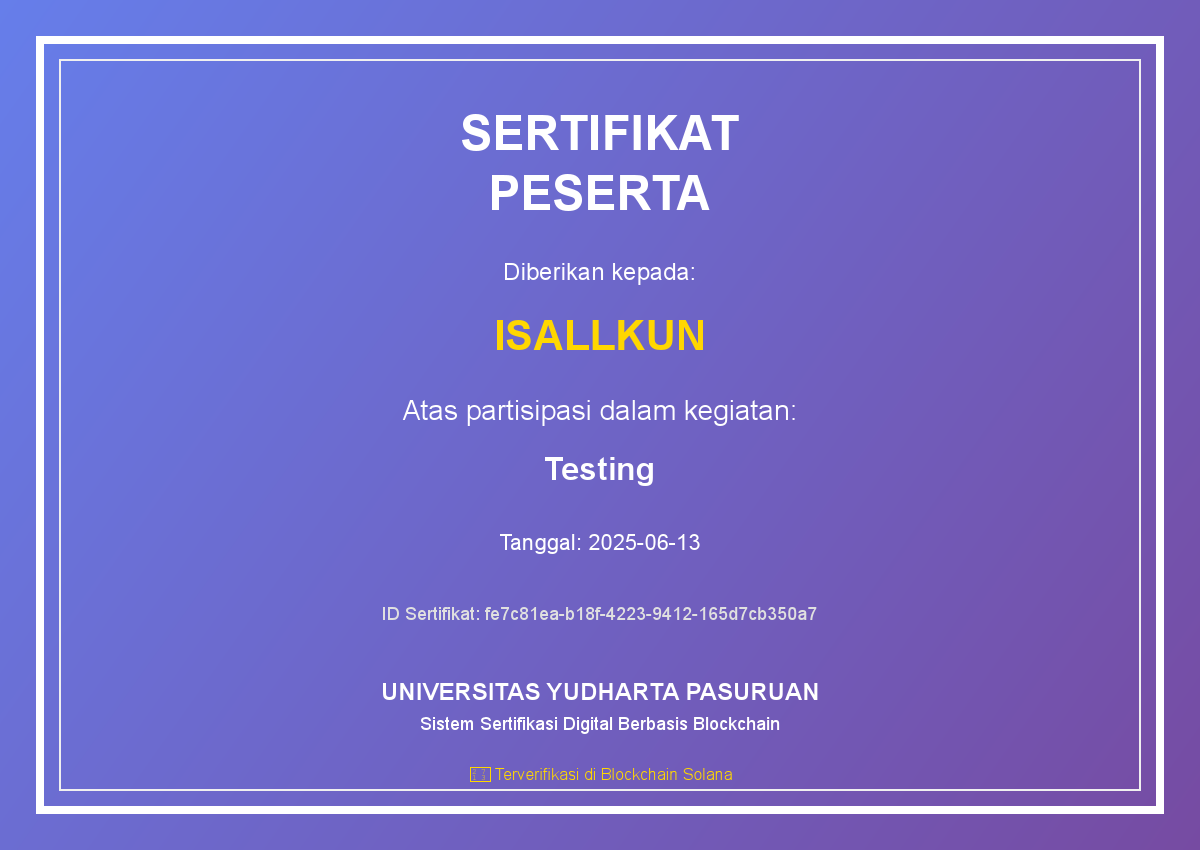 SERTIFIKAT
PESERTA
Diberikan kepada:
ISALLKUN
Atas partisipasi dalam kegiatan:
Testing
Tanggal: 2025-06-13
ID Sertifikat: fe7c81ea-b18f-4223-9412-165d7cb350a7
UNIVERSITAS YUDHARTA PASURUAN
Sistem Sertifikasi Digital Berbasis Blockchain
Terverifikasi di Blockchain Solana